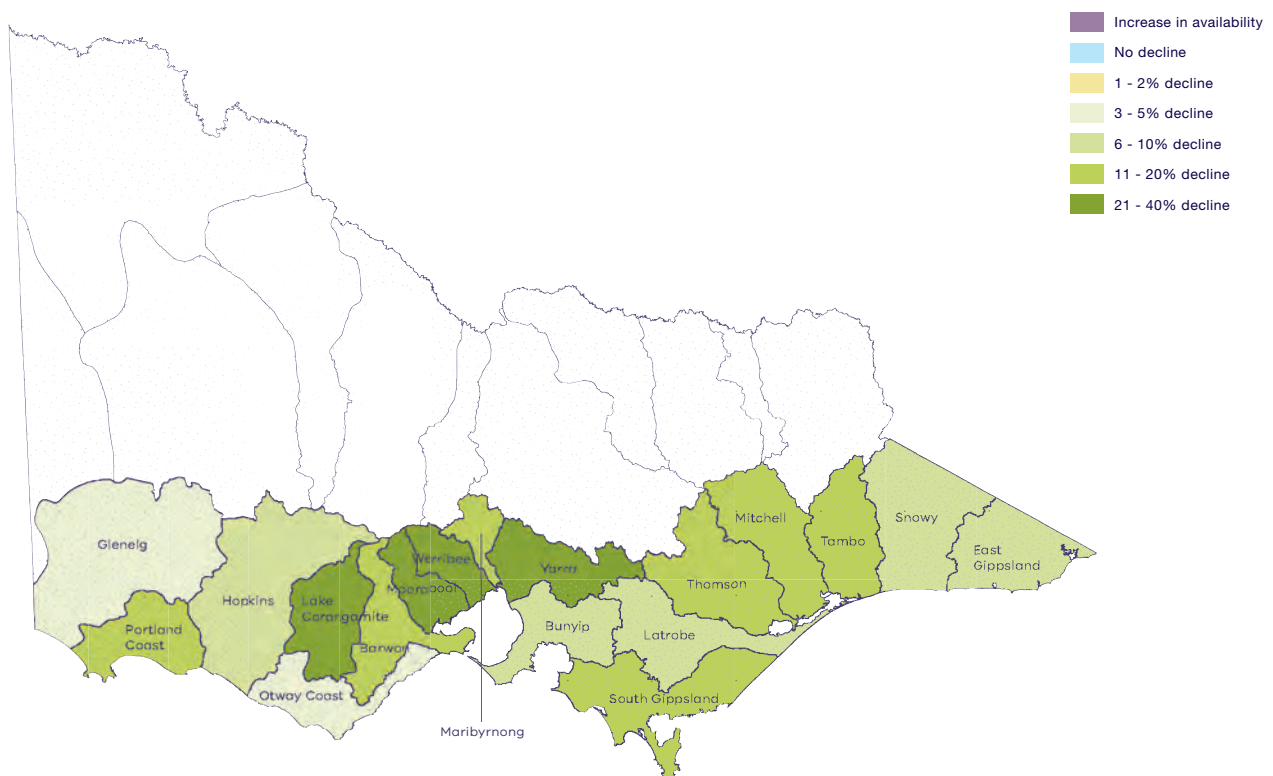 Increase in availability
No decline
1 - 2% decline
3 - 5% decline
6 - 10% decline
11 - 20% decline
21 - 40% decline
Mitchell
Snowy
Tambo
Glenelg
East
Gippsland
Werribee
Yarra
Thomson
Moorabool
Hopkins
Lake
Corangamite
Portland
Coast
Bunyip
Latrobe
Barwon
Otway Coast
South Gippsland
Maribyrnong